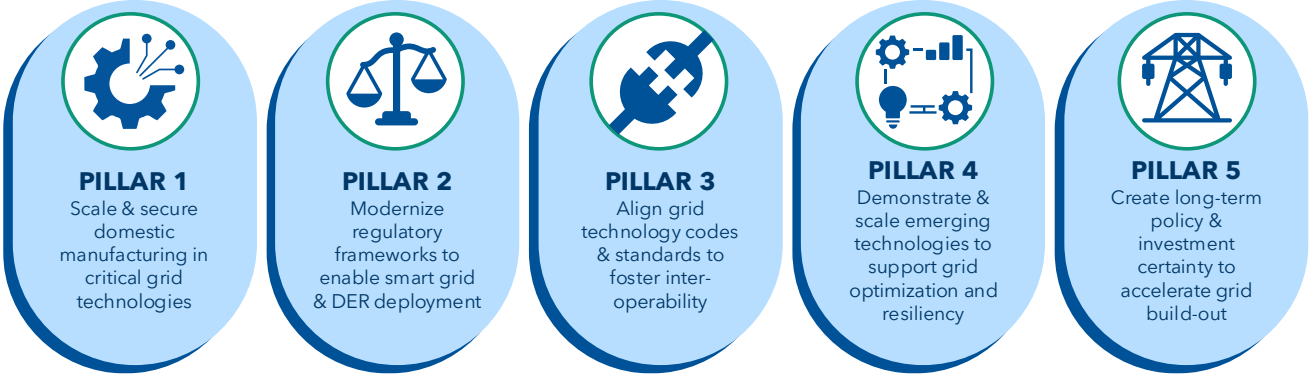 PILLAR 1
Scale & secure
domestic
manufacturing in
critical grid
technologies
PILLAR 2
Modernize
regulatory
frameworks to
enable smart grid
& DER deployment
PILLAR 3
Align grid
technology codes
& standards to
foster inter-
operability
PILLAR 4
Demonstrate &
scale emerging
technologies to
support grid
optimization and
resiliency
PILLAR 5
Create long-term
policy &
investment
certainty to
accelerate grid
build-out